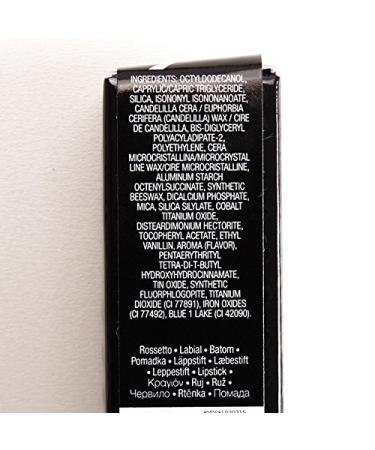 INGREDIENTS: OCTYLDODECANOL,
CAPRYLIC/CAPRIC TRIGLYCERIDE,
SILICA, ISONONYL ISONONANOATE,
CANDELILLA CERA / EUPHORBIA
CERIFERA (CANDELILLA) WAX / CIRE
DE CANDELILLA, BIS-DIGLYCERYL
POLYACYLADIPATE-2,
POLYETHYLENE, CERA
MICROCRISTALLINA/MICROCRYSTAL
LINE WAX/CIRE MICROCRISTALLINE,
ALUMINUM STARCH
OCTENYLSUCCINATE, SYNTHETIC
BEESWAX, DICALCIUM PHOSPHATE,
MICA, SILICA SILYLATE, COBALT
TITANIUM OXIDE,
DISTEARDIMONIUM HECTORITE,
TOCOPHERYL ACETATE, ETHYL
VANILLIN, AROMA (FLAVOR),
PENTAERYTHRITYL
TETRA-DI-T-BUTYL
HYDROXYHYDROCINNAMATE,
TIN OXIDE, SYNTHETIC
FLUORPHLOGOPITE, TITANIUM
DIOXIDE (CI 77891), IRON OXIDES
(CI 77492), BLUE 1 LAKE (CI 42090).
Rossetto • Labial • Batom •
Pomadka • Läppstift • Læbestift
• Leppestift • Lipstick •
Κραγιόν • Ruj • Ruž •
Червило • Rtěnka • Помада